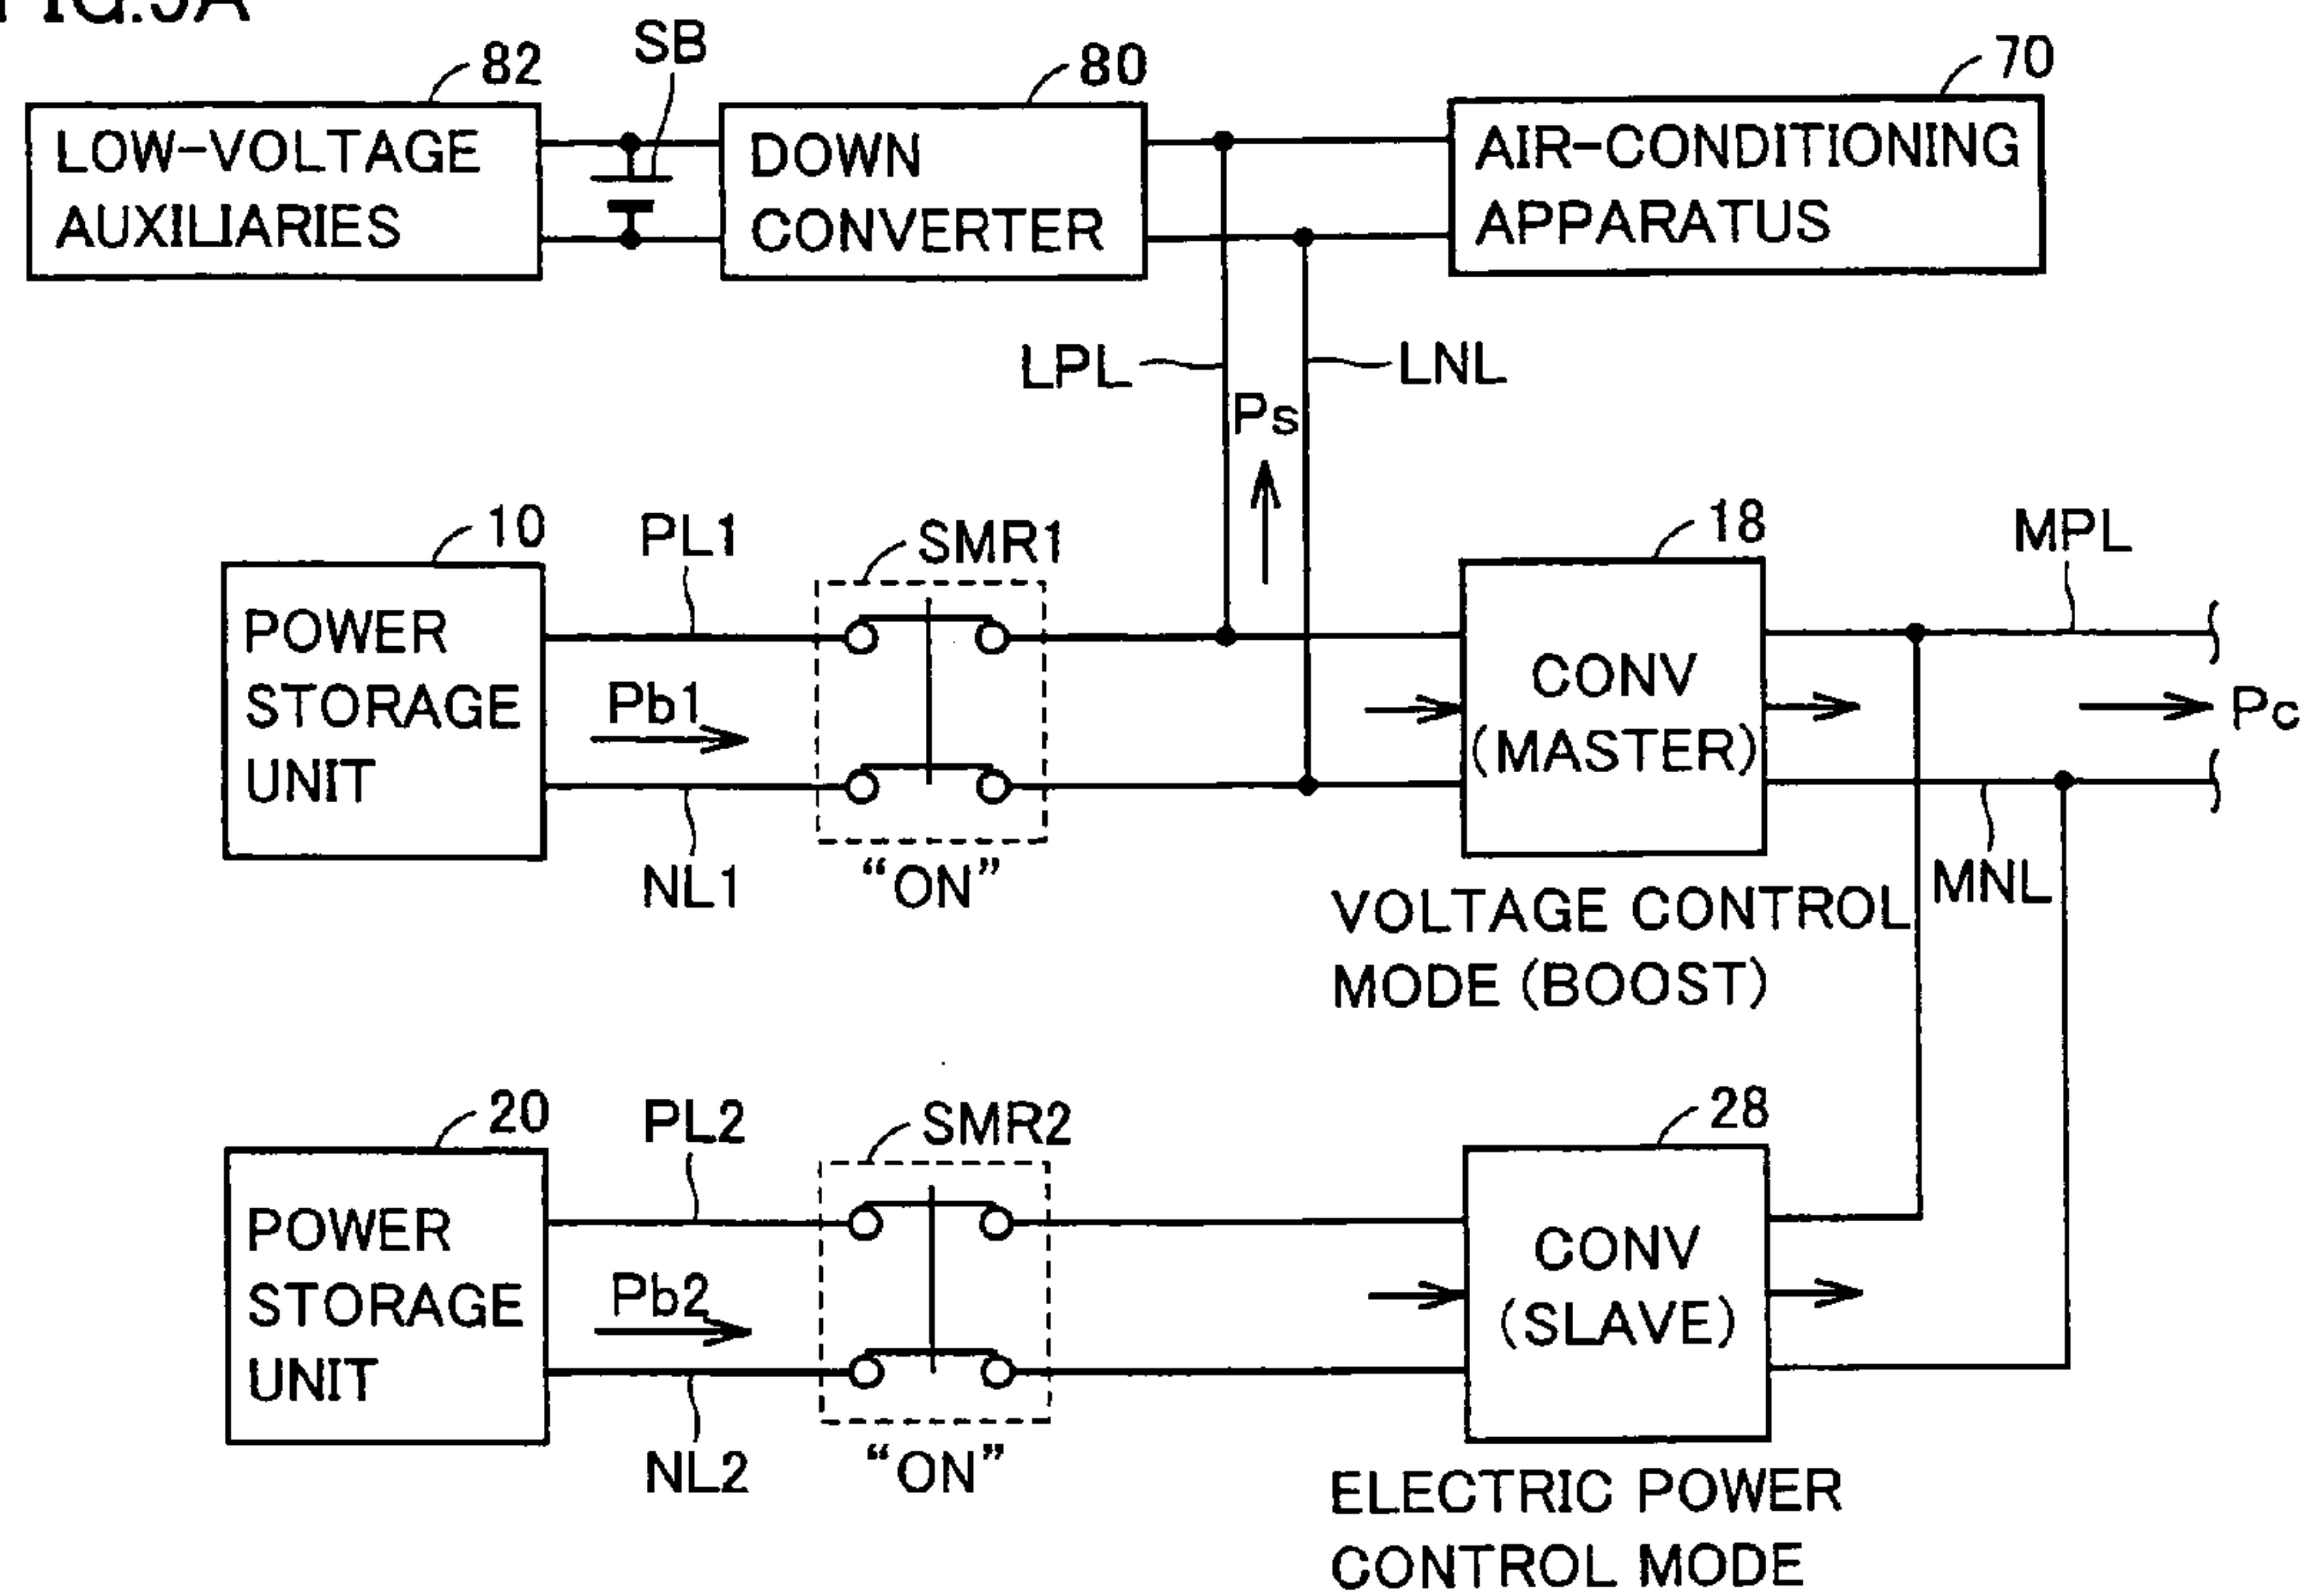 82
SB
80
70
LOW-VOLTAGE
AUXILIARIES
DOWN
CONVERTER
AIR-CONDITIONING
APPARATUS
LPL
LNL
Ps
10
PL1
SMR1
18
MPL
POWER
STORAGE
UNIT
Pb1
CONV
(MASTER)
Pc
NL1
“ON”
MNL
VOLTAGE CONTROL
MODE (BOOST)
20
PL2
SMR2
28
POWER
STORAGE
UNIT
Pb2
CONV
(SLAVE)
NL2
“ON”
ELECTRIC POWER
CONTROL MODE